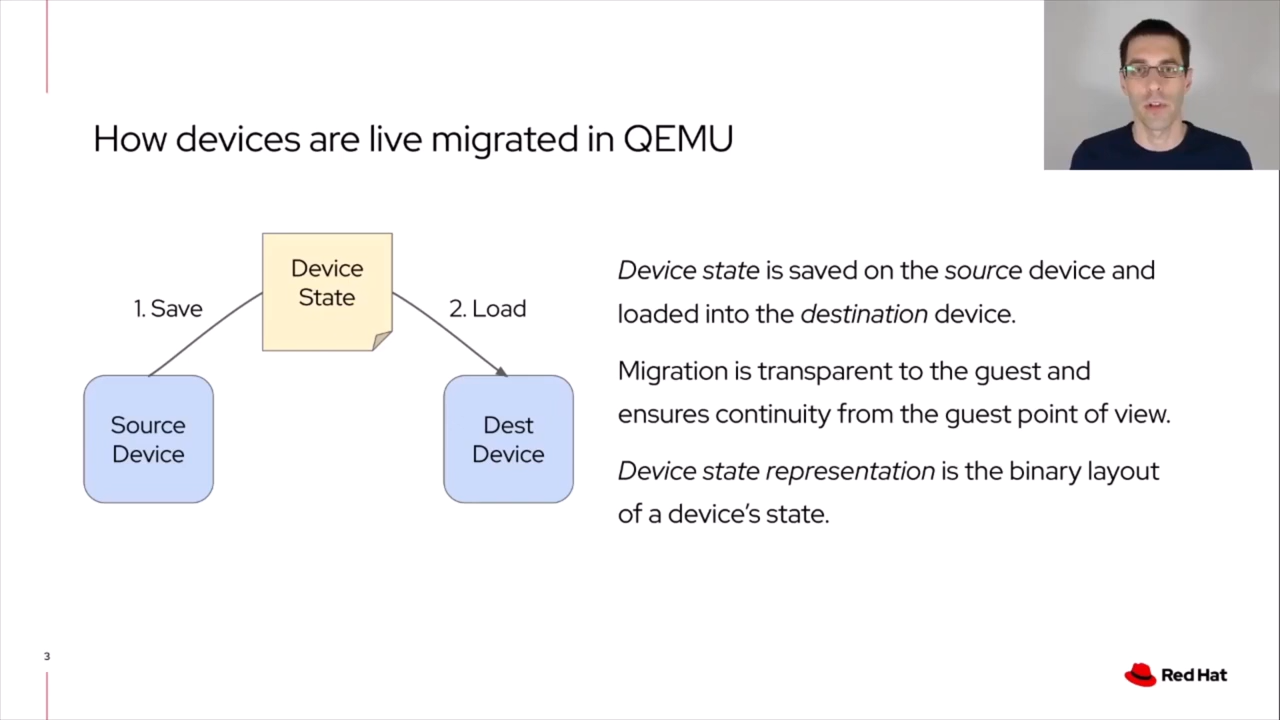 How devices are live migrated in QEMU
Device
State
1. Save
2. Load
Source
Device
Dest
Device
Device state is saved on the source device and
loaded into the destination device.
Migration is transparent to the guest and
ensures continuity from the guest point of view.
Device state representation is the binary layout
of a device’s state.
3
Red Hat